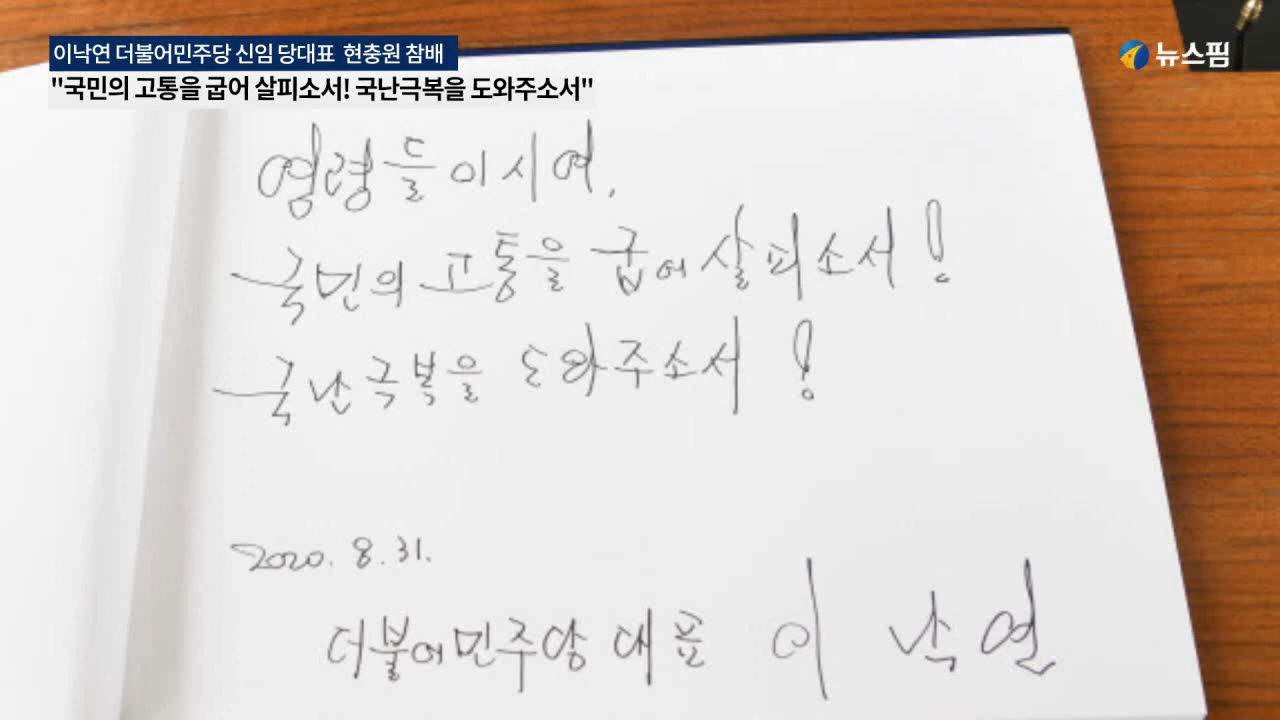 이낙연 더불어민주당 신임 당대표 현충원 참배
"국민의 고통을 굽어 살피소서! 국난극복을 도와주소서"
뉴스핌
영령들이시여,
국민의 고통을 굽어살피소서!
국난극복을 도와주소서!
2020. 8. 31.
더불어민주당 대표 이낙연